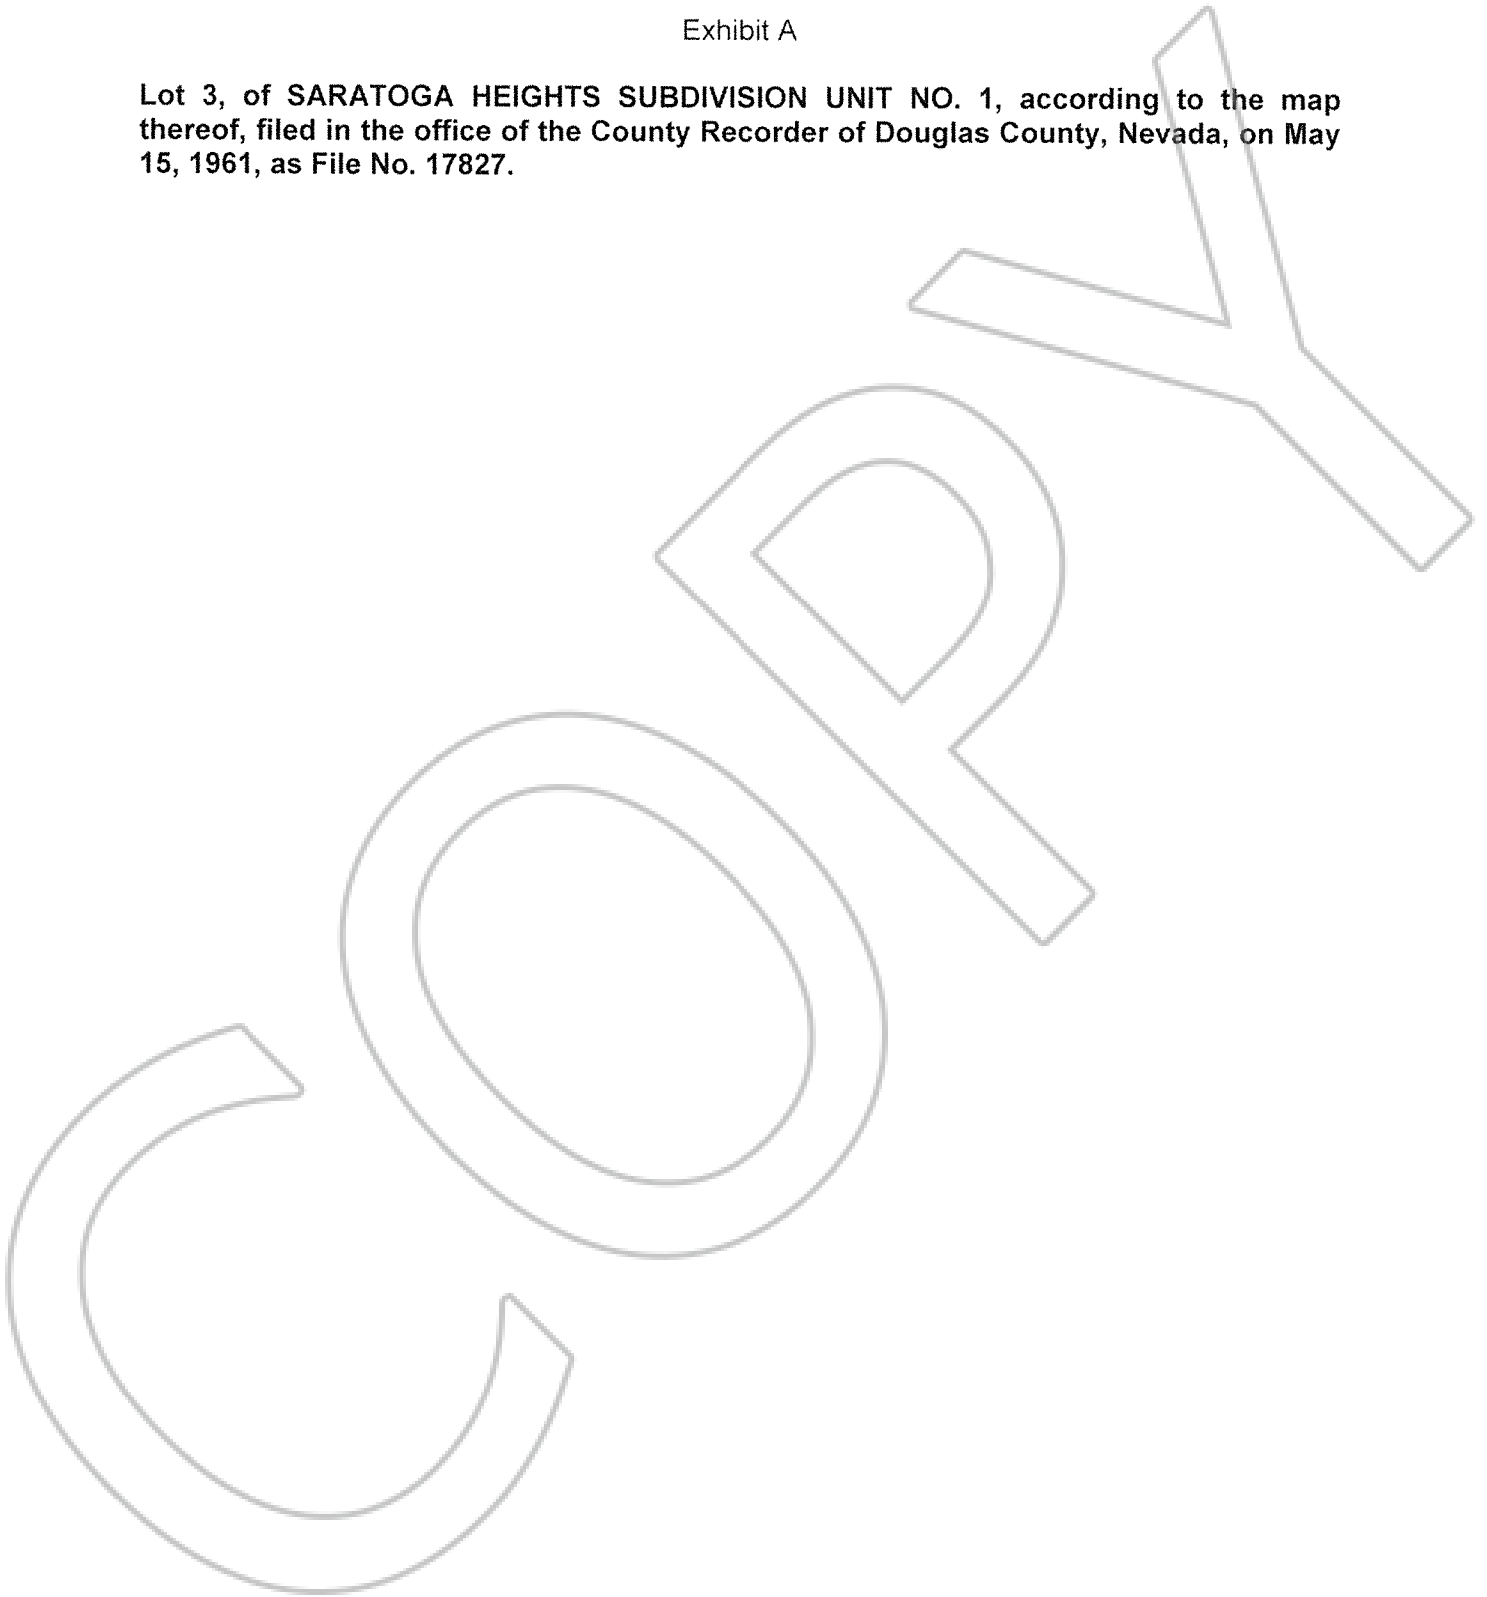 Exhibit A
Lot 3, of SARATOGA HEIGHTS SUBDIVISION UNIT NO. 1, according to the map
thereof, filed in the office of the County Recorder of Douglas County, Nevada, on May
15, 1961, as File No. 17827.
COPY